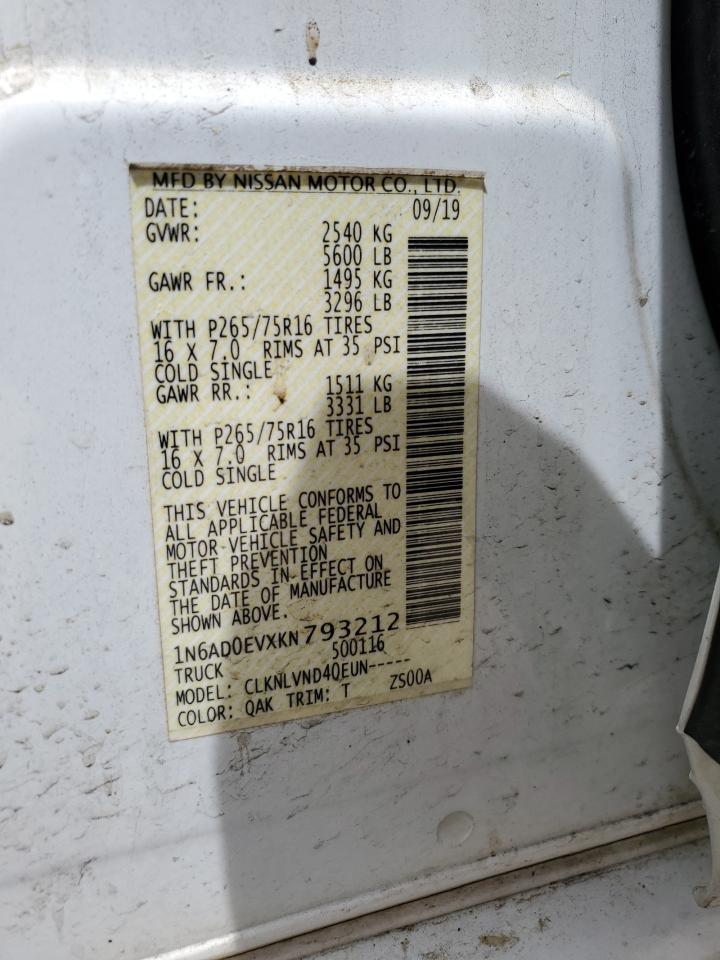 MFD BY NISSAN MOTOR CO., LTD.
DATE: 09/19
GVWR: 2540 KG
5600 LB
GAWR FR.: 1495 KG
3296 LB
WITH P265/75R16 TIRES
16 X 7.0 RIMS AT 35 PSI
COLD SINGLE
GAWR RR.: 1511 KG
3331 LB
WITH P265/75R16 TIRES
16 X 7.0 RIMS AT 35 PSI
COLD SINGLE
THIS VEHICLE CONFORMS TO
ALL APPLICABLE FEDERAL
MOTOR-VEHICLE SAFETY AND
THEFT PREVENTION
STANDARDS IN-EFFECT ON
THE DATE OF MANUFACTURE
SHOWN ABOVE.
1N6AD0EVXKN793212
TRUCK 500116
MODEL: CLKNLVND4QEUN-----
COLOR: QAK TRIM: T ZS00A